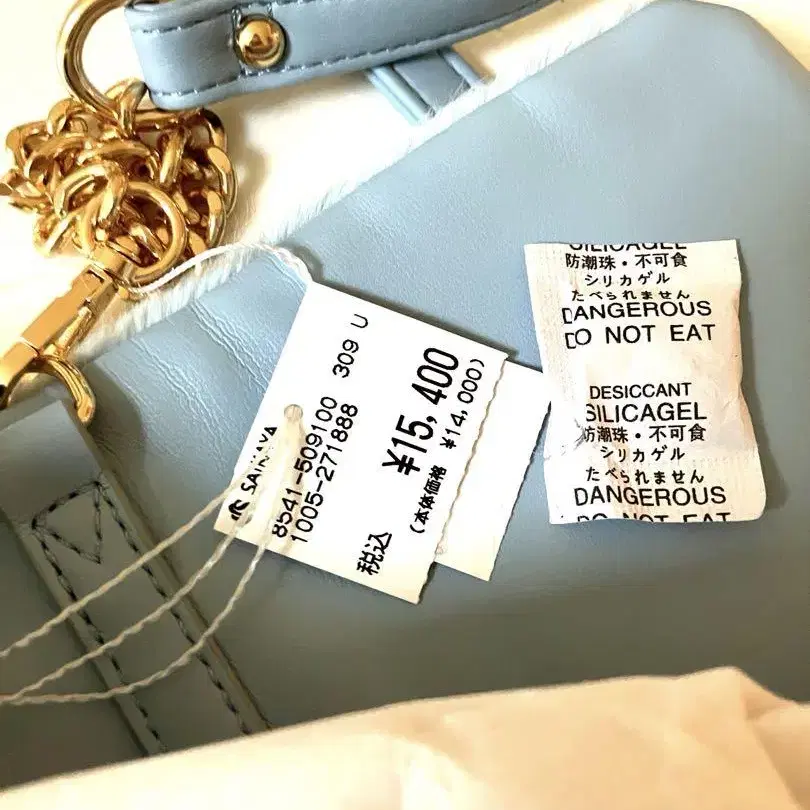 SAIKAYA
8541-509100 309 U
1005-271888
税込 ¥15,400
(本体価格 ¥14,000)
SILICAGEL
防潮珠・不可食
シリカゲル
たべられません
DANGEROUS
DO NOT EAT
DESICCANT
SILICAGEL
防潮珠・不可食
シリカゲル
たべられません
DANGEROUS
DO NOT EAT